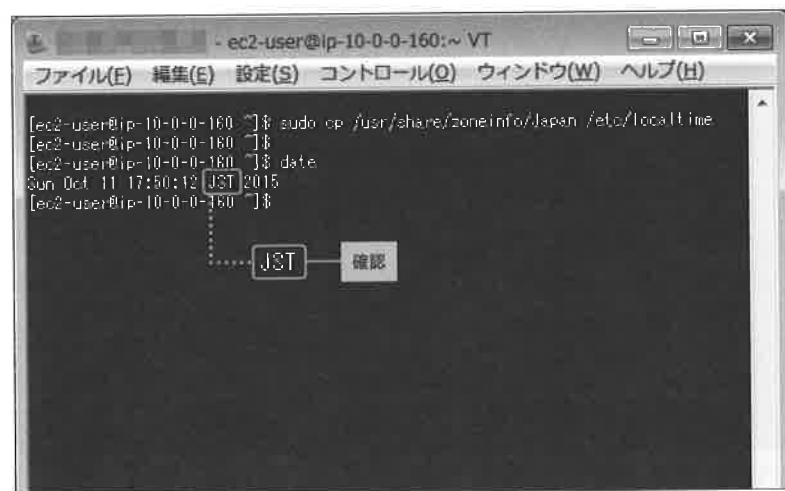 - ec2-user@ip-10-0-0-160:~ VT
ファイル(F) 編集(E) 設定(S) コントロール(O) ウィンドウ(W) ヘルプ(H)
[ec2-user@ip-10-0-0-160 ~]$ sudo cp /usr/share/zoneinfo/Japan /etc/localtime
[ec2-user@ip-10-0-0-160 ~]$
[ec2-user@ip-10-0-0-160 ~]$ date
Sun Oct 11 17:50:12 JST 2015
[ec2-user@ip-10-0-0-160 ~]$
JST 確認